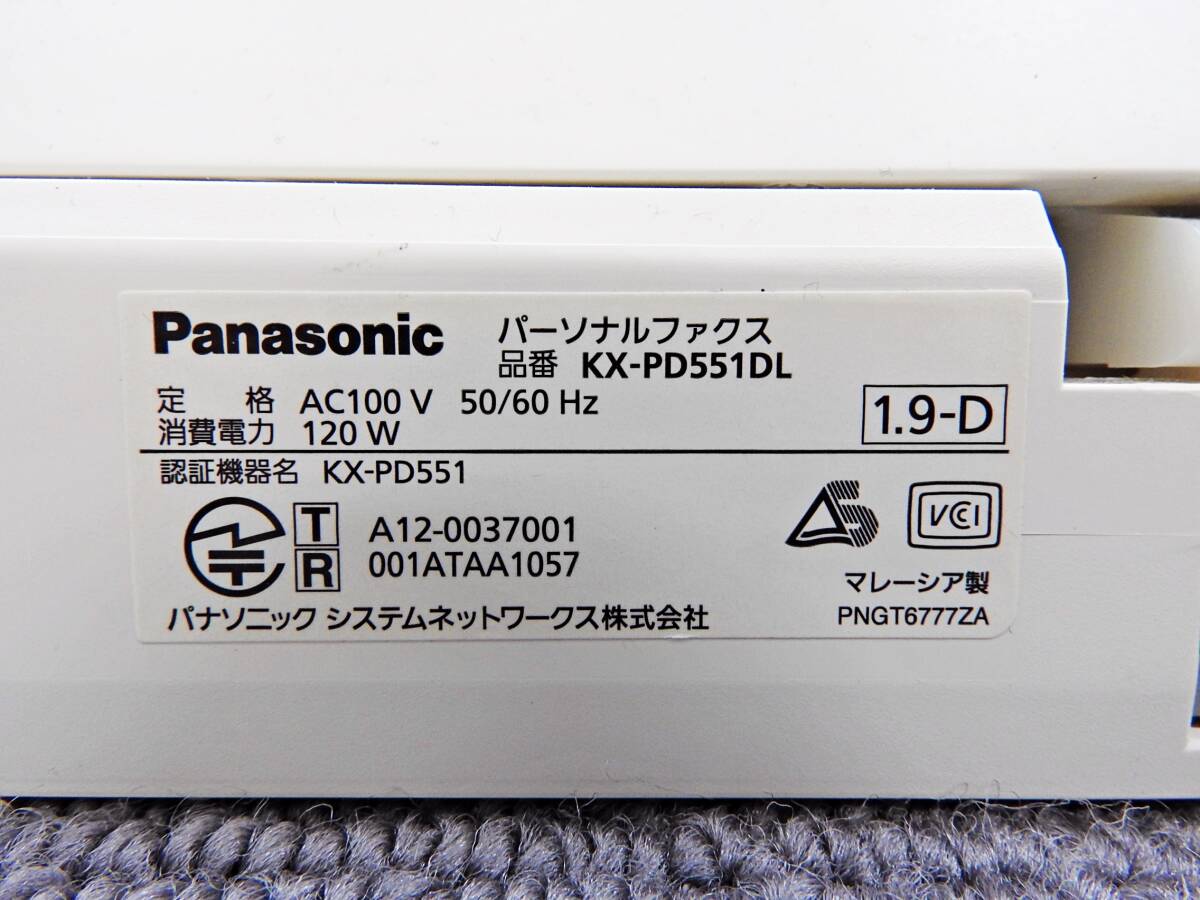 Panasonic パーソナルファクス
品番 KX-PD551DL
定 格 AC100 V 50/60 Hz
消費電力 120 W
1.9-D
認証機器名 KX-PD551
T A12-0037001
R 001ATAA1057
VCI
マレーシア製
パナソニック システムネットワークス株式会社
PNGT6777ZA